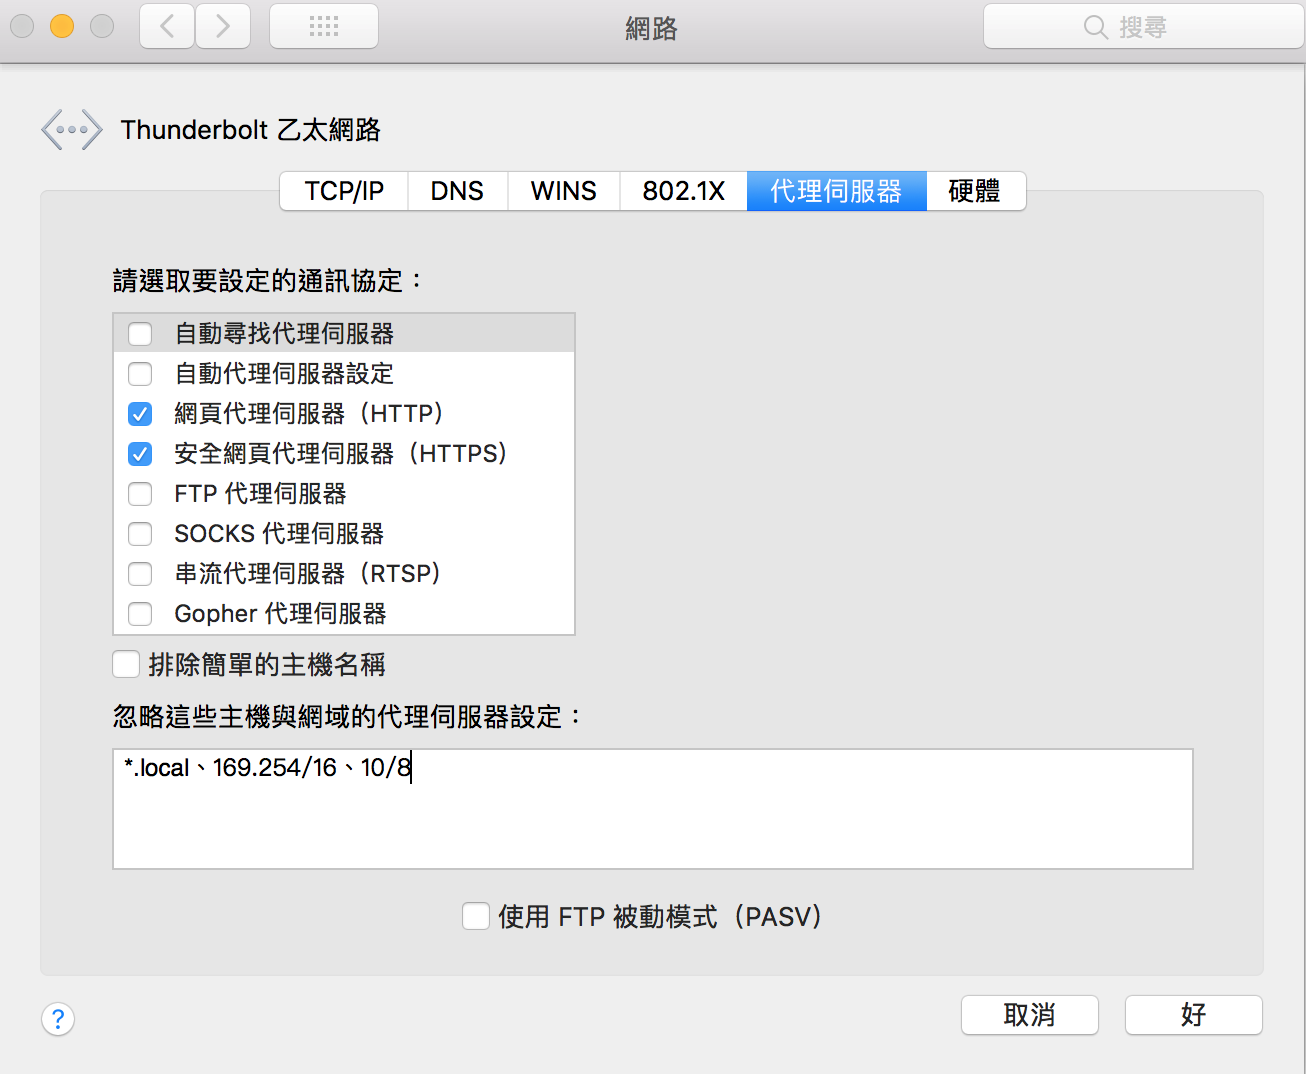 網路
搜尋
Thunderbolt 乙太網路
TCP/IP
DNS
WINS
802.1X
代理伺服器
硬體
請選取要設定的通訊協定：
自動尋找代理伺服器
自動代理伺服器設定
網頁代理伺服器（HTTP）
安全網頁代理伺服器（HTTPS）
FTP 代理伺服器
SOCKS 代理伺服器
串流代理伺服器（RTSP）
Gopher 代理伺服器
排除簡單的主機名稱
忽略這些主機與網域的代理伺服器設定：
*.local、169.254/16、10/8
使用 FTP 被動模式（PASV）
?
取消
好